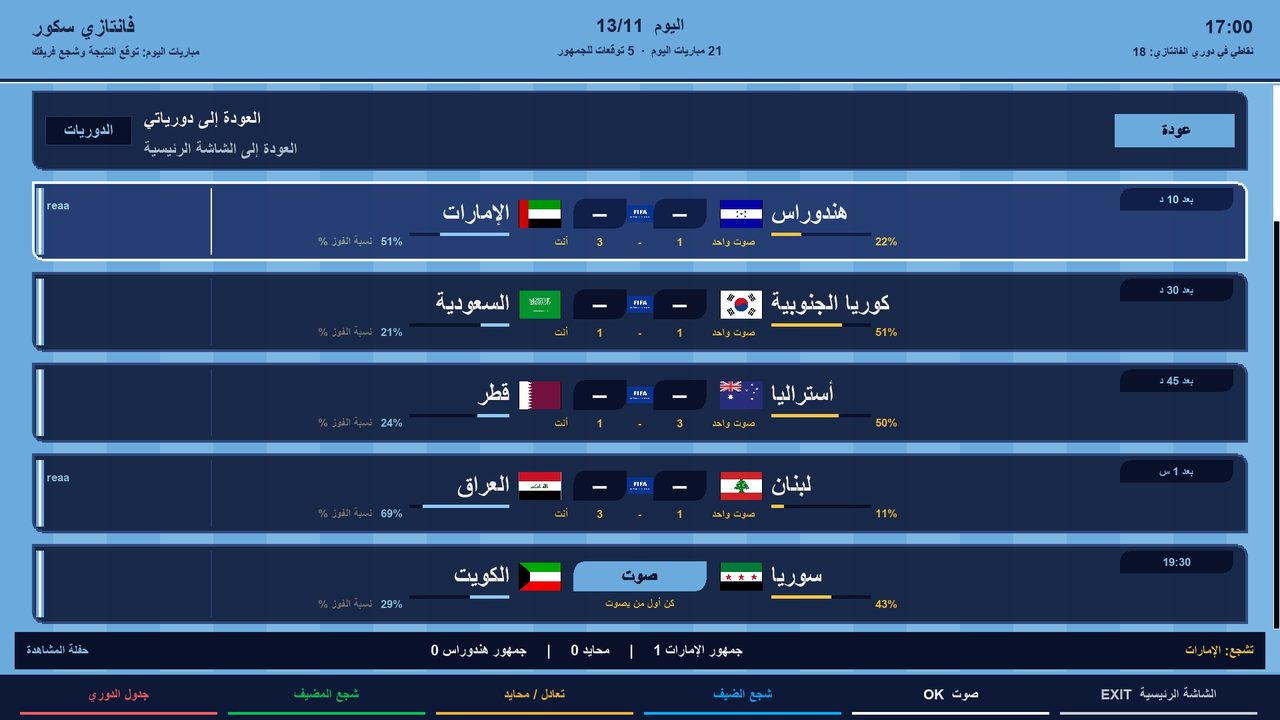 فانتازي سكور
مباريات اليوم: توقع النتيجة وشجع فريقك
اليوم 13/11
21 مباريات اليوم · 5 توقعات للجمهور
17:00
نقاطي في دوري الفانتازي: 18
عودة
العودة إلى دورياتي
العودة إلى الشاشة الرئيسية
الدوريات
بعد 10 د
هندوراس
22%
–
FIFA
–
الإمارات
51% نسبة الفوز %
صوت واحد
1 - 3
أنت
reaa
بعد 30 د
كوريا الجنوبية
51%
–
FIFA
–
السعودية
21% نسبة الفوز %
صوت واحد
1 - 1
أنت
بعد 45 د
أستراليا
50%
–
FIFA
–
قطر
24% نسبة الفوز %
صوت واحد
3 - 1
أنت
بعد 1 س
لبنان
11%
–
FIFA
–
العراق
69% نسبة الفوز %
صوت واحد
1 - 3
أنت
reaa
19:30
سوريا
43%
صوت
كن أول من يصوت
الكويت
29% نسبة الفوز %
تشجع: الإمارات
جمهور الإمارات 1 | محايد 0 | جمهور هندوراس 0
حفلة المشاهدة
الشاشة الرئيسية EXIT
صوت OK
شجع الضيف
تعادل / محايد
شجع المضيف
جدول الدوري